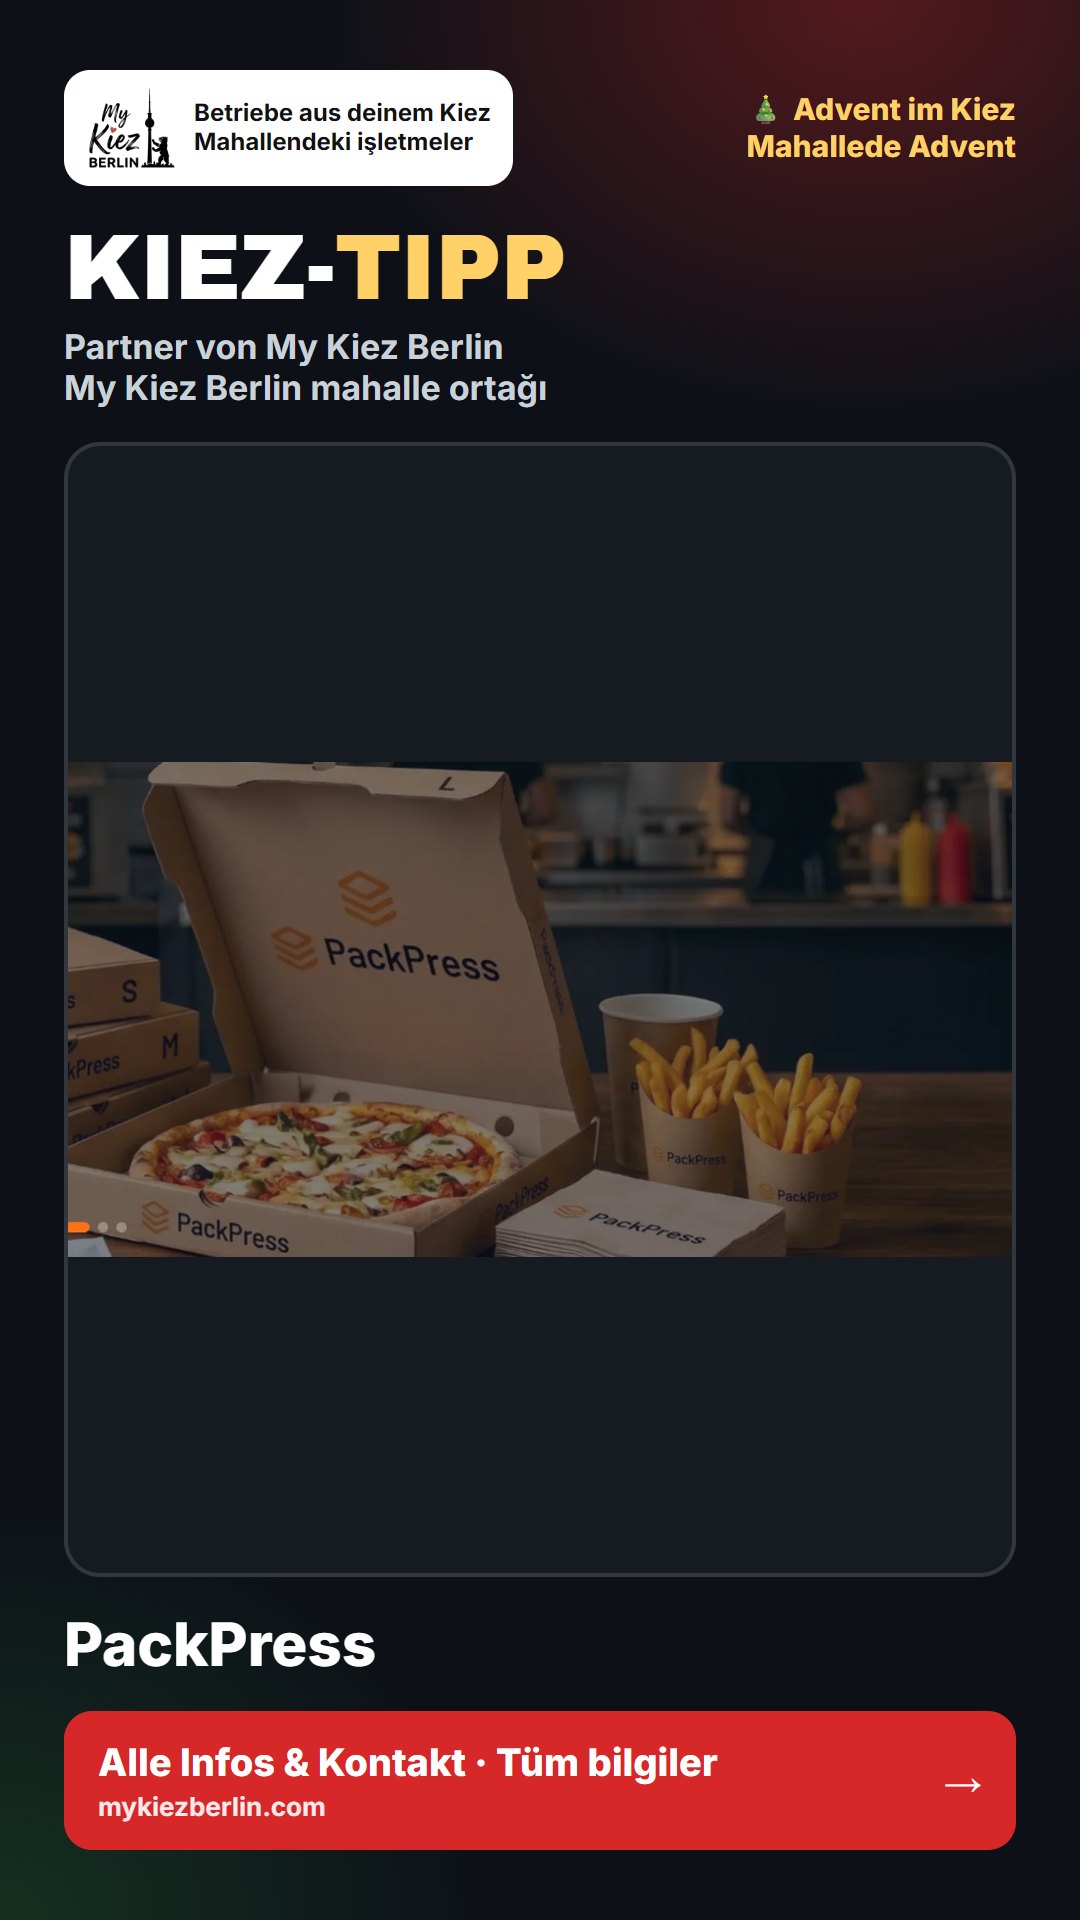 My
Kiez
BERLIN
Betriebe aus deinem Kiez
Mahallendeki işletmeler
Advent im Kiez
Mahallede Advent
KIEZ-TIPP
Partner von My Kiez Berlin
My Kiez Berlin mahalle ortağı
L
PackPress
PackPress
s S
kPress M
PackPress
PackPress
PackPress
PackPress
PackPress
PackPress
Alle Infos & Kontakt · Tüm bilgiler
mykiezberlin.com
→